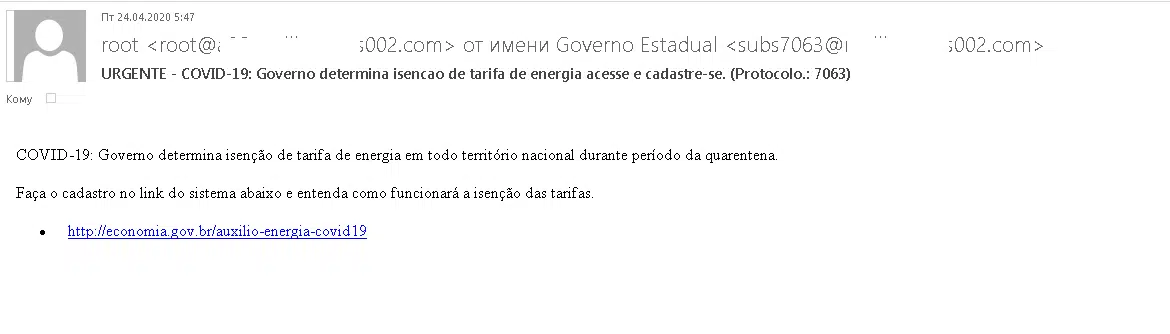 Пт 24.04.2020 5:47
root <root@ s002.com> от имени Governo Estadual <subs7063@ s002.com>
URGENTE - COVID-19: Governo determina isencao de tarifa de energia acesse e cadastre-se. (Protocolo.: 7063)
Кому
COVID-19: Governo determina isenção de tarifa de energia em todo território nacional durante período da quarentena.
Faça o cadastro no link do sistema abaixo e entenda como funcionará a isenção das tarifas.
• http://economia.gov.br/auxilio-energia-covid19